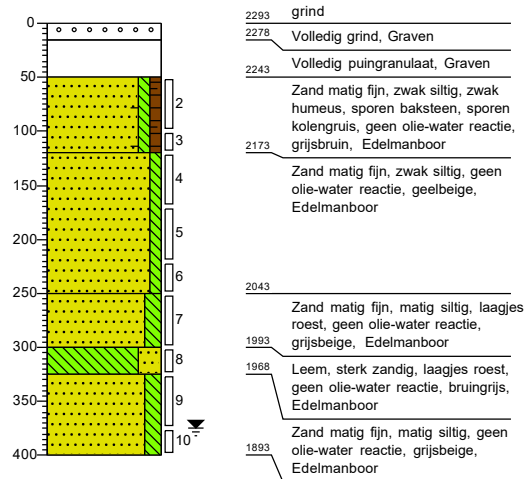 0
50
100
150
200
250
300
350
400
2
3
4
5
6
7
8
9
10
2293
grind
2278
Volledig grind, Graven
2243
Volledig puingranulaat, Graven
Zand matig fijn, zwak siltig, zwak
humeus, sporen baksteen, sporen
kolengruis, geen olie-water reactie,
grijsbruin, Edelmanboor
2173
Zand matig fijn, zwak siltig, geen
olie-water reactie, geelbeige,
Edelmanboor
2043
Zand matig fijn, matig siltig, laagjes
roest, geen olie-water reactie,
grijsbeige, Edelmanboor
1993
1968
Leem, sterk zandig, laagjes roest,
geen olie-water reactie, bruingrijs,
Edelmanboor
Zand matig fijn, matig siltig, geen
olie-water reactie, grijsbeige,
Edelmanboor
1893